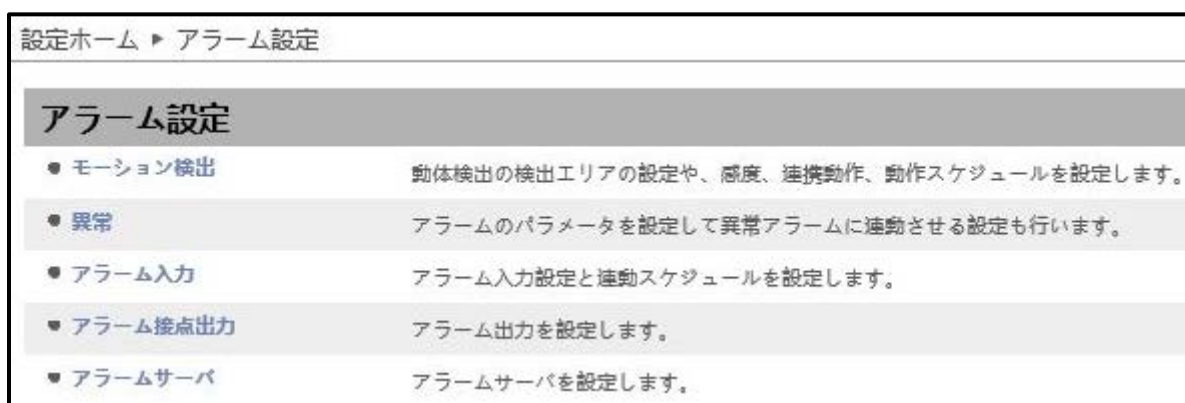 設定ホーム ▶ アラーム設定
アラーム設定
● モーション検出 動体検出の検出エリアの設定や、感度、連携動作、動作スケジュールを設定します。
● 異常 アラームのパラメータを設定して異常アラームに連動させる設定も行います。
● アラーム入力 アラーム入力設定と連動スケジュールを設定します。
● アラーム接点出力 アラーム出力を設定します。
● アラームサーバ アラームサーバを設定します。